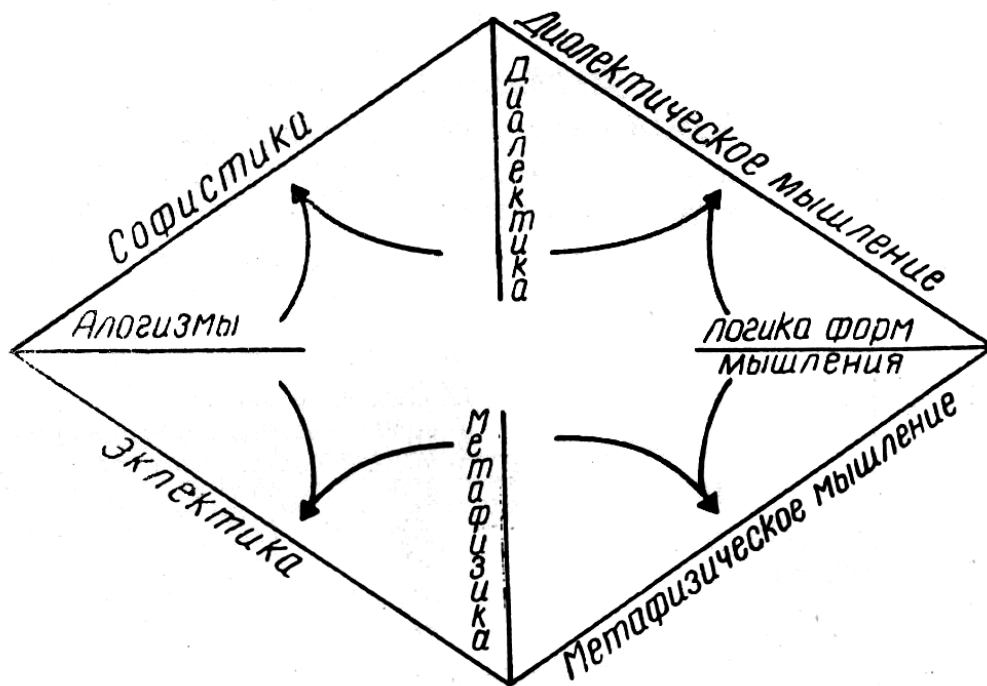 Диалектическое мышление
Диалектика
Софистика
Алогизмы
логика форм
мышления
Эклектика
Метафизика
Метафизическое мышление